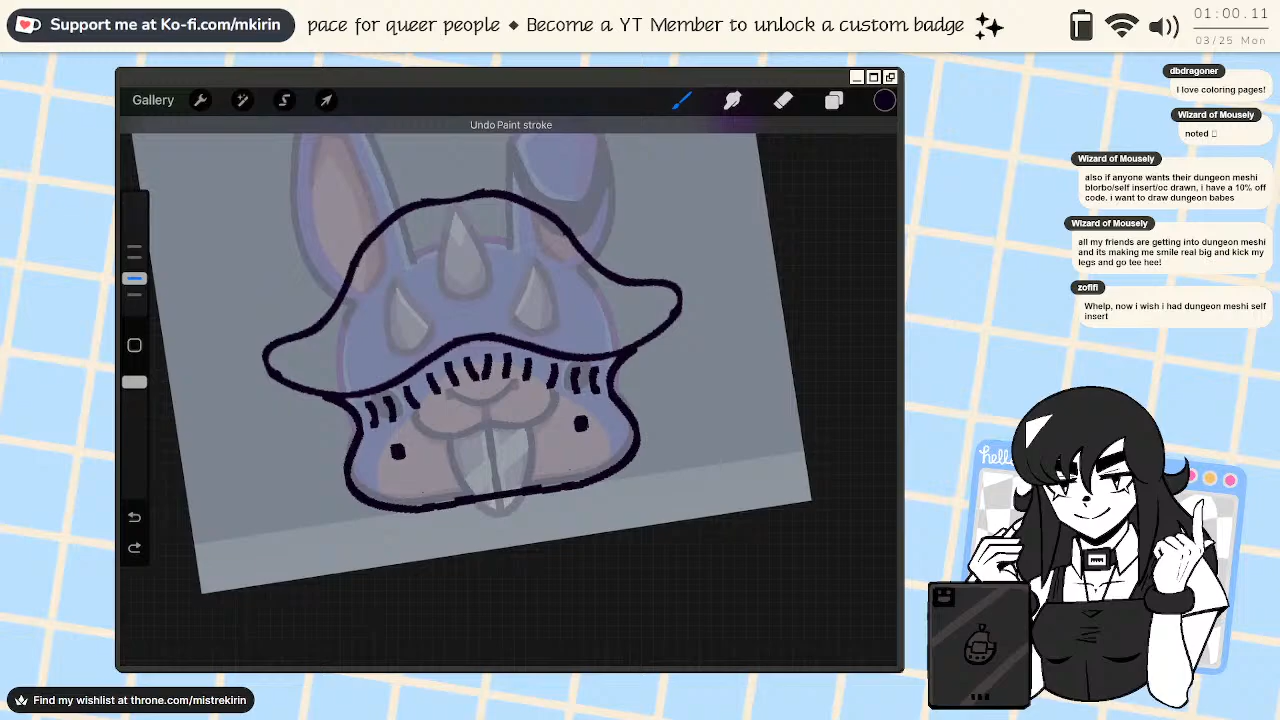 Support me at Ko-fi.com/mkirin
pace for queer people ◆ Become a YT Member to unlock a custom badge
01:00.11
03/25 Mon
Gallery
Undo Paint stroke
dbdragoner
I love coloring pages!
Wizard of Mousely
noted
Wizard of Mousely
also if anyone wants their dungeon meshi
blorbo/self insert/oc drawn, i have a 10% off
code. i want to draw dungeon babes
Wizard of Mousely
all my friends are getting into dungeon meshi
and its making me smile real big and kick my
legs and go tee hee!
zofifi
Whelp, now i wish i had dungeon meshi self
insert
hello
Find my wishlist at throne.com/mistrekirin